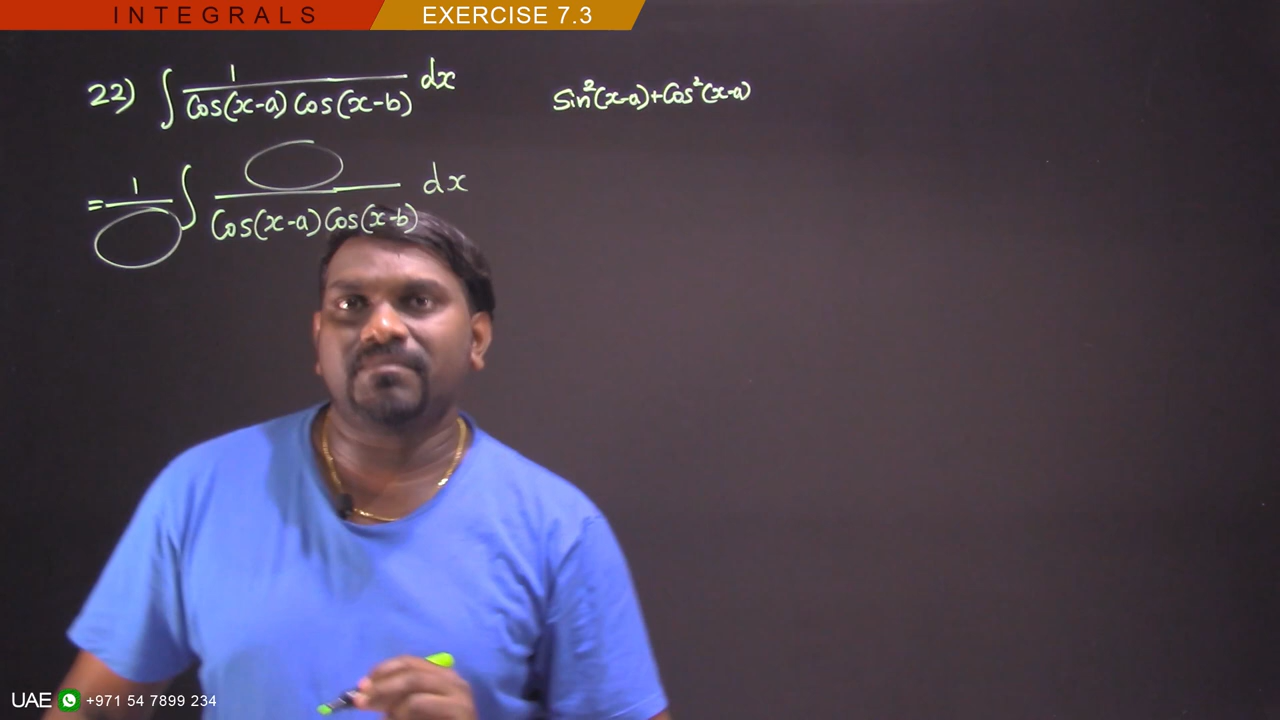 INTEGRALS EXERCISE 7.3
22) ∫ 1/(Cos(x-a) Cos(x-b)) dx
Sin²(x-a)+Cos²(x-a)
= 1/ ∫ /(Cos(x-a) Cos(x-b)) dx
UAE +971 54 7899 234